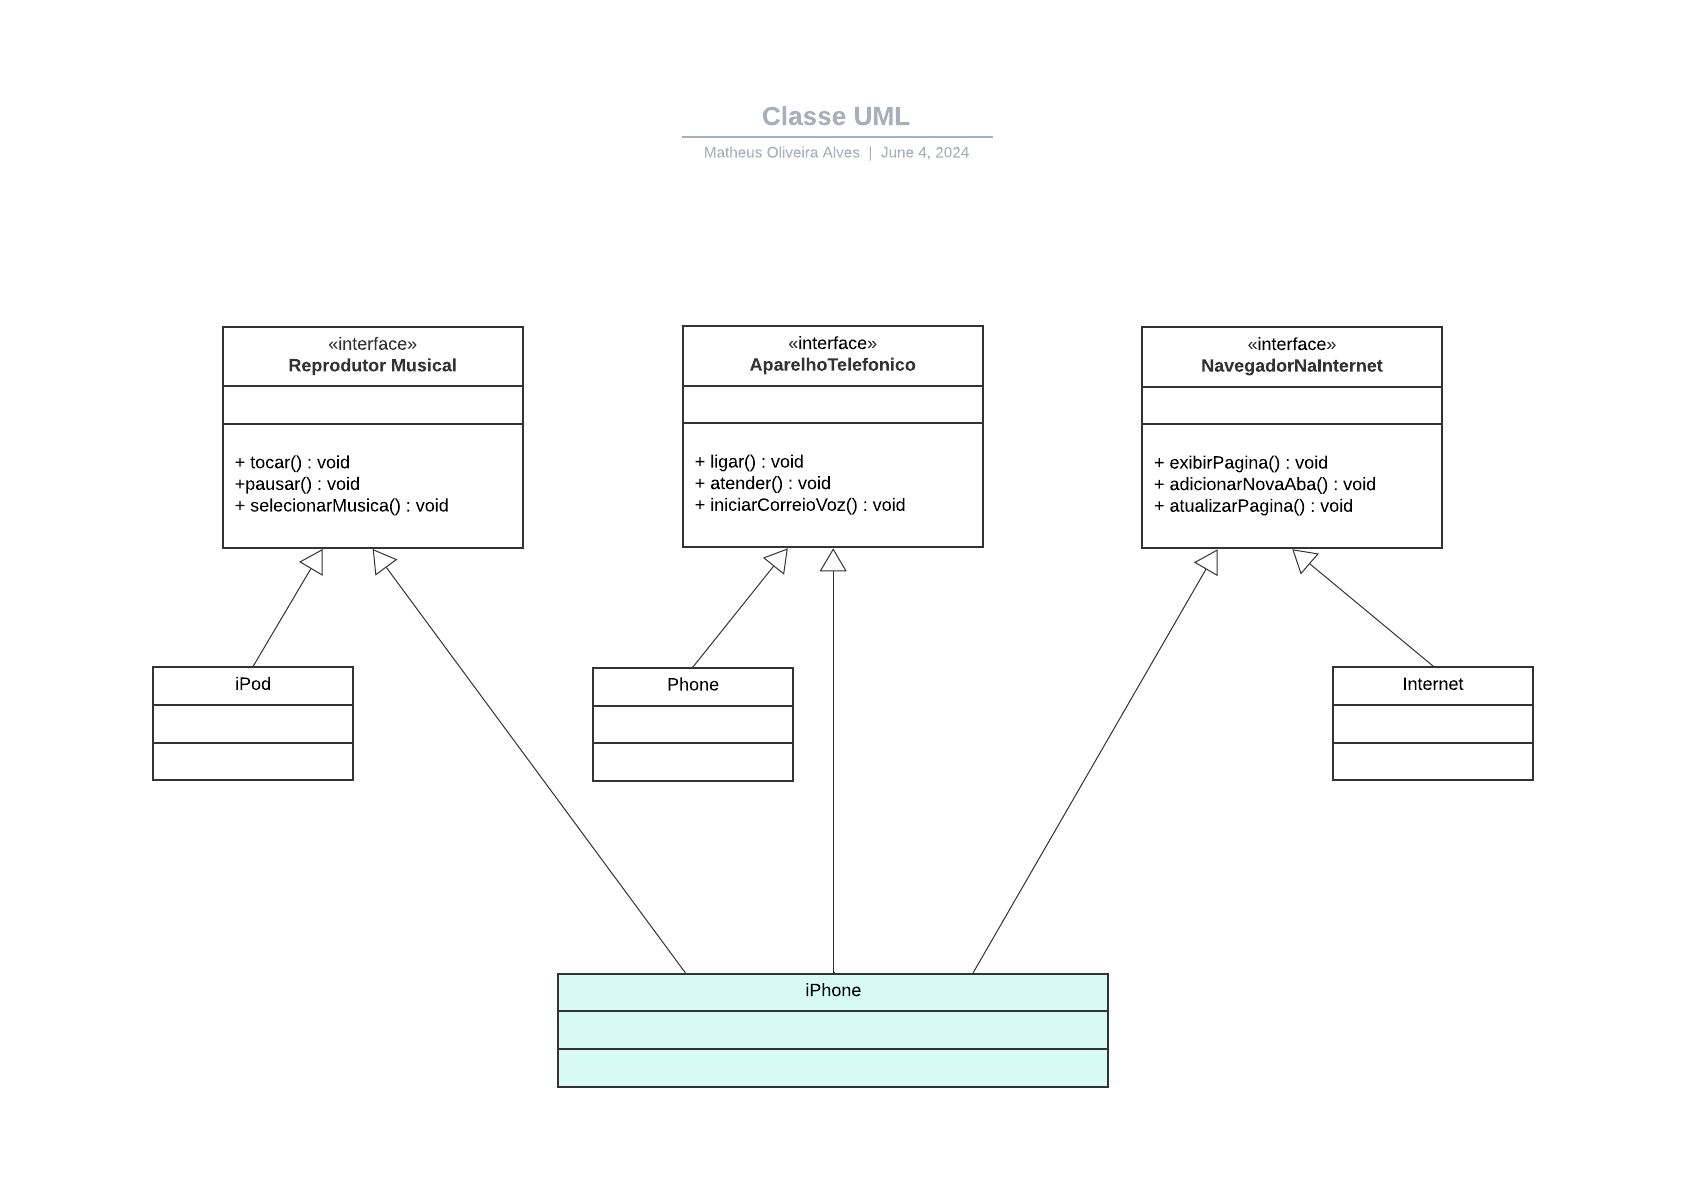 Classe UML
Matheus Oliveira Alves | June 4, 2024
«interface»
Reprodutor Musical
+ tocar() : void
+pausar() : void
+ selecionarMusica() : void
«interface»
AparelhoTelefonico
+ ligar() : void
+ atender() : void
+ iniciarCorreioVoz() : void
«interface»
NavegadorNaInternet
+ exibirPagina() : void
+ adicionarNovaAba() : void
+ atualizarPagina() : void
iPod
Phone
Internet
iPhone